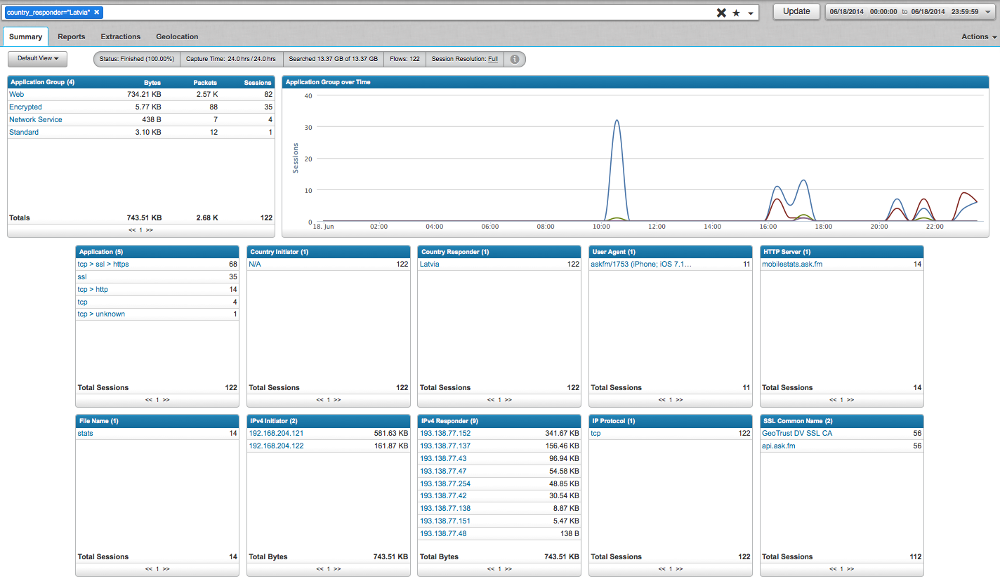 country_responder="Latvia" ✖
Update
06/18/2014 00:00:00 to 06/18/2014 23:59:59
Summary Reports Extractions Geolocation
Actions
Default View
Status: Finished (100.00%) Capture Time: 24.0 hrs / 24.0 hrs Searched 13.37 GB of 13.37 GB Flows: 122 Session Resolution: Full i
Application Group (4) Bytes Packets Sessions
Web 734.21 KB 2.57 K 82
Encrypted 5.77 KB 88 35
Network Service 438 B 7 4
Standard 3.10 KB 12 1
Totals 743.51 KB 2.68 K 122
<< 1 >>
Application Group over Time
Sessions
40
30
20
10
0
18. Jun 02:00 04:00 06:00 08:00 10:00 12:00 14:00 16:00 18:00 20:00 22:00
Application (5)
tcp > ssl > https 68
ssl 35
tcp > http 14
tcp 4
tcp > unknown 1
Total Sessions 122
<< 1 >>
Country Initiator (1)
N/A 122
Total Sessions 122
<< 1 >>
Country Responder (1)
Latvia 122
Total Sessions 122
<< 1 >>
User Agent (1)
askfm/1753 (iPhone; iOS 7.1… 11
Total Sessions 11
<< 1 >>
HTTP Server (1)
mobilestats.ask.fm 14
Total Sessions 14
<< 1 >>
File Name (1)
stats 14
Total Sessions 14
<< 1 >>
IPv4 Initiator (2)
192.168.204.121 581.63 KB
192.168.204.122 161.87 KB
Total Bytes 743.51 KB
<< 1 >>
IPv4 Responder (9)
193.138.77.152 341.67 KB
193.138.77.137 156.46 KB
193.138.77.43 96.94 KB
193.138.77.47 54.58 KB
193.138.77.254 48.85 KB
193.138.77.42 30.54 KB
193.138.77.138 8.87 KB
193.138.77.151 5.47 KB
193.138.77.48 138 B
Total Bytes 743.51 KB
<< 1 >>
IP Protocol (1)
tcp 122
Total Sessions 122
<< 1 >>
SSL Common Name (2)
GeoTrust DV SSL CA 56
api.ask.fm 56
Total Sessions 112
<< 1 >>